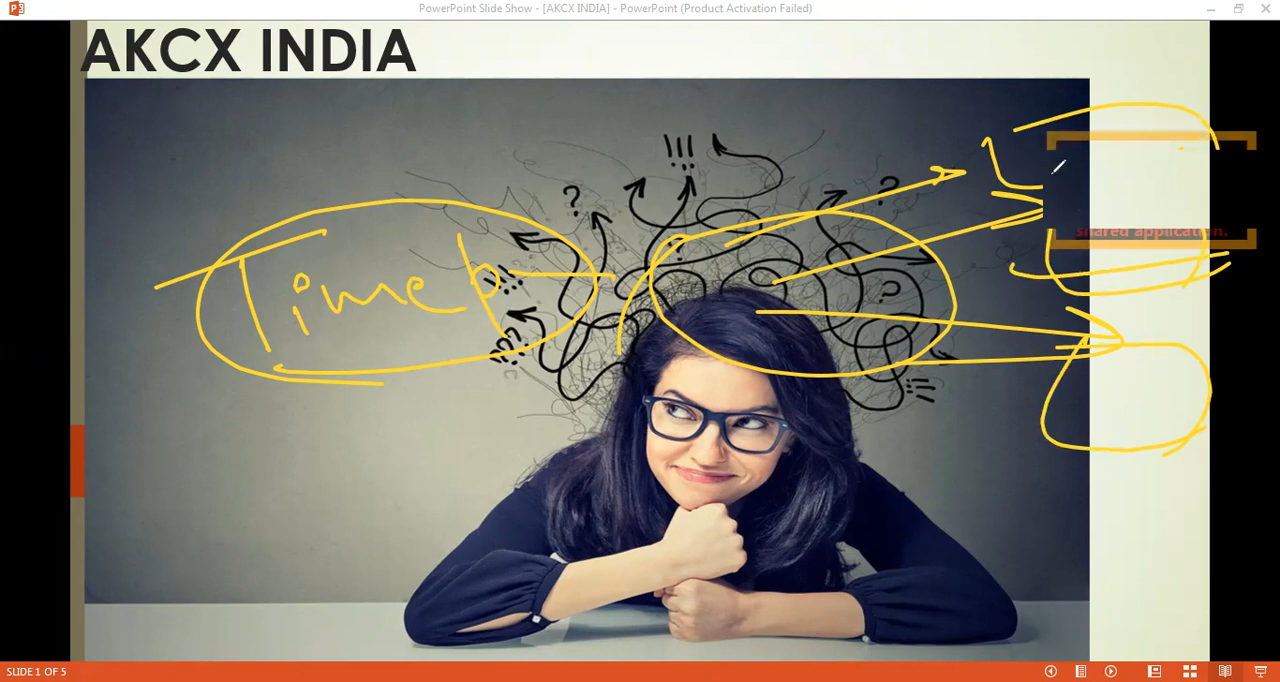 PowerPoint Slide Show - [AKCX INDIA] - PowerPoint (Product Activation Failed)
AKCX INDIA
!!!
?
?
?
Time
shared application.
!!!
SLIDE 1 OF 5